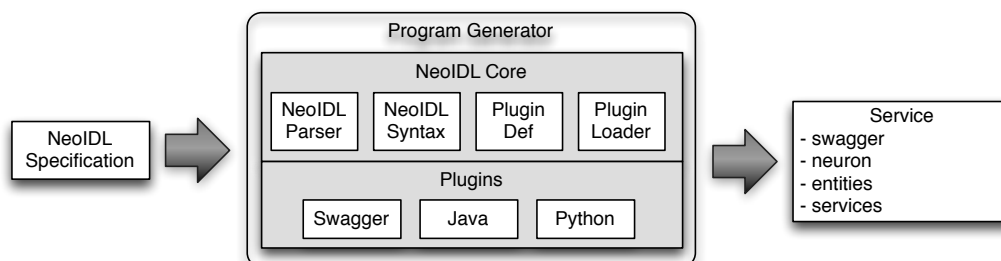 Program Generator
NeoIDL Core
NeoIDL
Parser
NeoIDL
Syntax
Plugin
Def
Plugin
Loader
NeoIDL
Specification
Plugins
Swagger
Java
Python
Service
- swagger
- neuron
- entities
- services